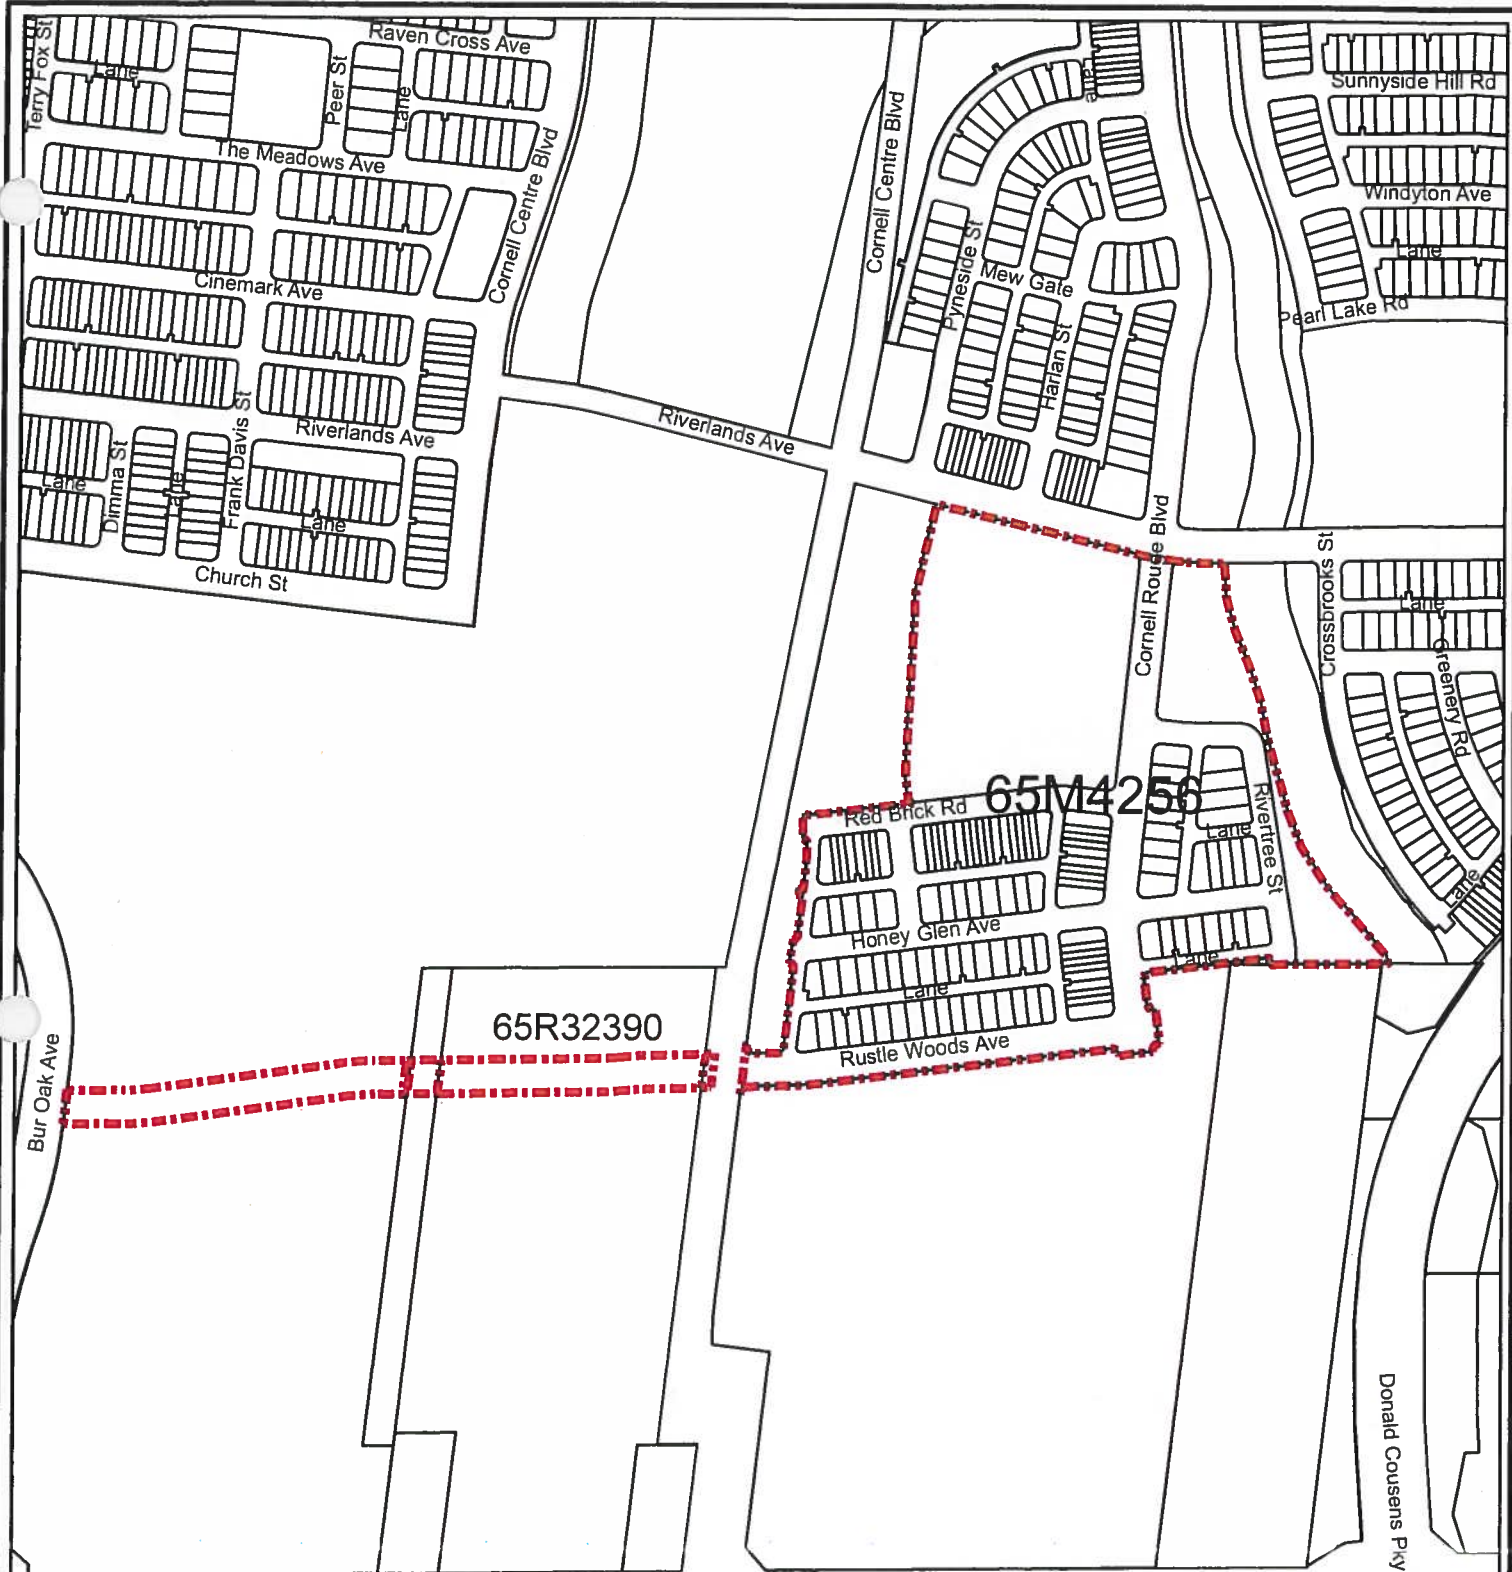 Raven Cross Ave
Terry Fox St
Lane
Peer St
Lane
The Meadows Ave
Cornell Centre Blvd
Cinemark Ave
Riverlands Ave
Frank Davis St
Dimma St
Lane
Lane
Lane
Church St
Riverlands Ave
Cornell Centre Blvd
Lane
Pyneside St
Mew Gate
Harlan St
Sunnyside Hill Rd
Windyton Ave
Lane
Pearl Lake Rd
Cornell Rouge Blvd
Crossbrooks St
Lane
Greenery Rd
Lane
65M4256
Red Brick Rd
Rivertree St
Lane
Honey Glen Ave
Lane
Lane
Rustle Woods Ave
65R32390
Bur Oak Ave
Donald Cousens Pky